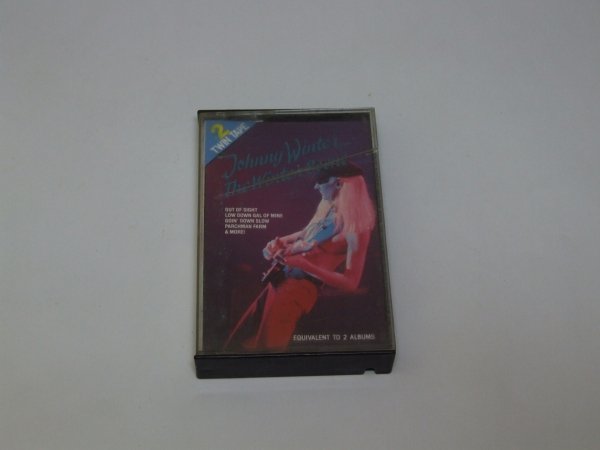 2
TWIN TAPE
Johnny Winter
The Winter Scene
OUT OF SIGHT
LOW DOWN GAL OF MINE
GOIN' DOWN SLOW
PARCHMAN FARM
& MORE!
EQUIVALENT TO 2 ALBUMS